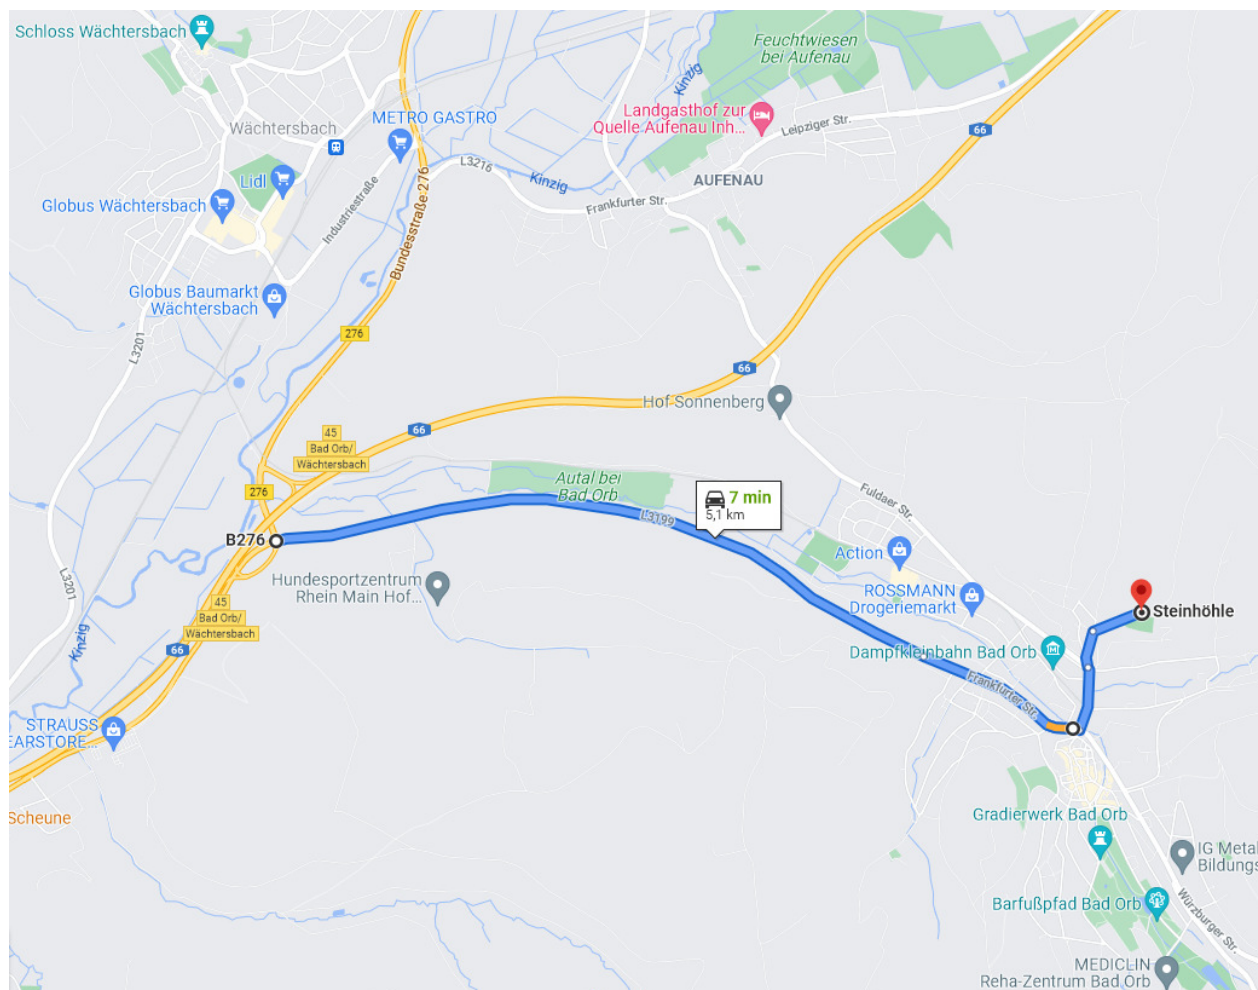 Schloss Wächtersbach
Feuchtwiesen
bei Aufenau
Kinzig
Landgasthof zur
Quelle Aufenau Inh...
Leipziger Str.
66
METRO GASTRO
Wächtersbach
L3216
Kinzig
AUFENAU
Frankfurter Str.
Lidl
Globus Wächtersbach
Industriestraße
Bundesstraße 276
Globus Baumarkt
Wächtersbach
L3201
276
66
Hof Sonnenberg
66
45
Bad Orb/
Wächtersbach
276
Autal bei
Bad Orb
7 min
5,1 km
L3199
Fuldaer Str.
B276
Action
Hundesportzentrum
Rhein Main Hof...
ROSSMANN
Drogeriemarkt
L3201
45
Bad Orb/
Wächtersbach
Steinhöhle
Kinzig
66
Dampfkleinbahn Bad Orb
Frankfurter Str.
STRAUSS
EARSTORE...
Scheune
Gradierwerk Bad Orb
IG Metal
Bildungs
Barfußpfad Bad Orb
Würzburger Str.
MEDICLIN
Reha-Zentrum Bad Orb